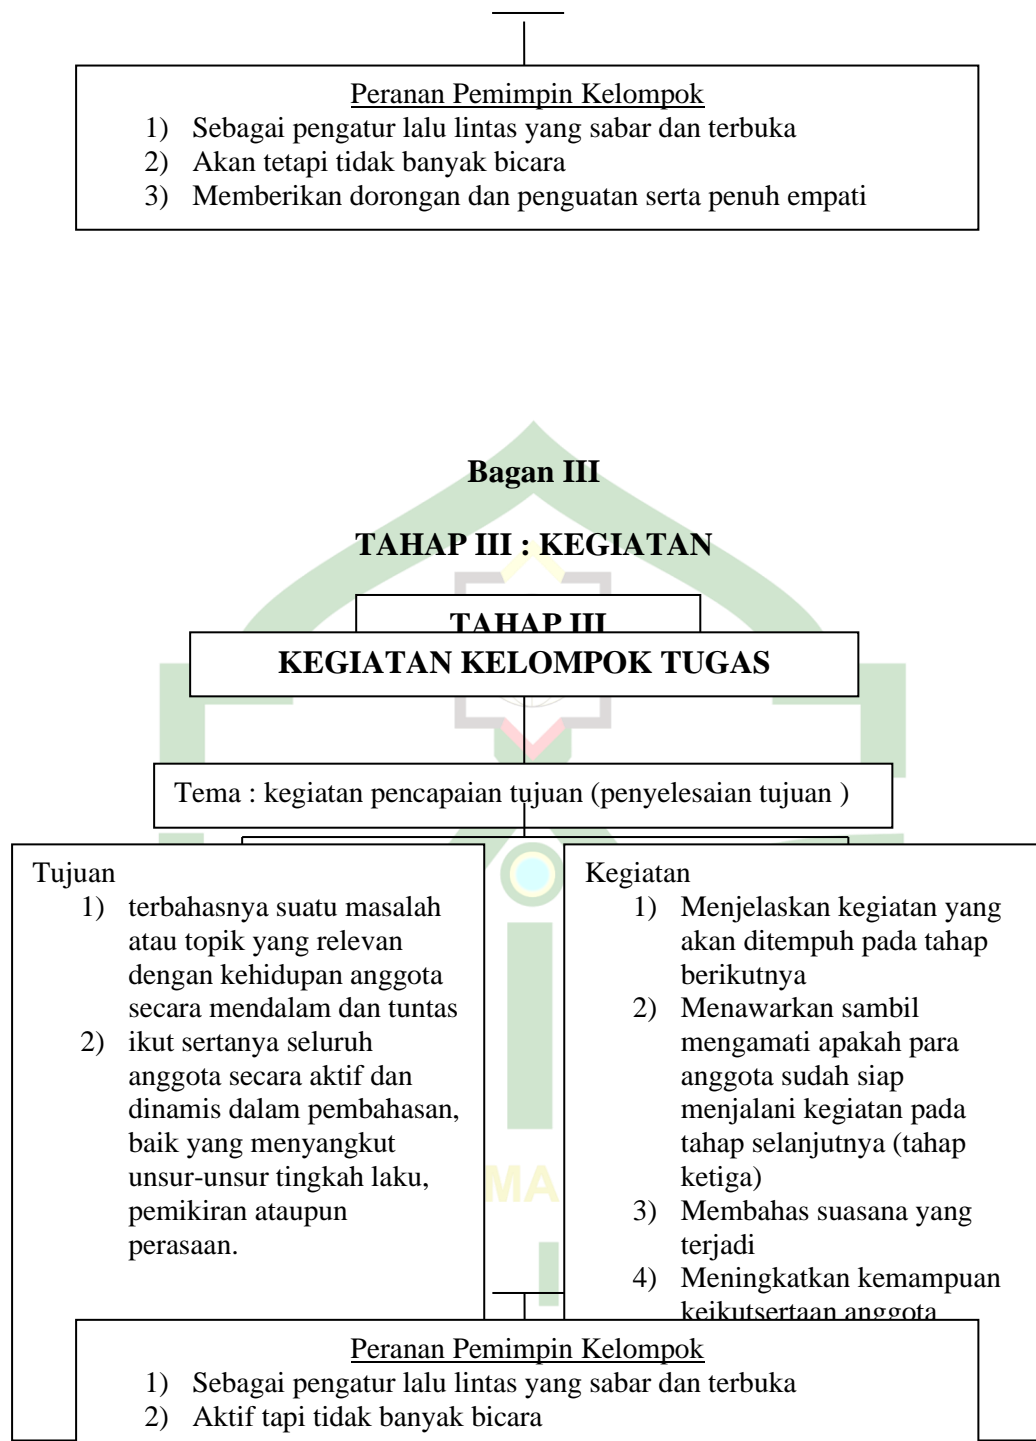 Peranan Pemimpin Kelompok
1) Sebagai pengatur lalu lintas yang sabar dan terbuka
2) Akan tetapi tidak banyak bicara
3) Memberikan dorongan dan penguatan serta penuh empati
Bagan III
TAHAP III : KEGIATAN
TAHAP III
KEGIATAN KELOMPOK TUGAS
Tema : kegiatan pencapaian tujuan (penyelesaian tujuan )
Tujuan
1) terbahasnya suatu masalah
atau topik yang relevan
dengan kehidupan anggota
secara mendalam dan tuntas
2) ikut sertanya seluruh
anggota secara aktif dan
dinamis dalam pembahasan,
baik yang menyangkut
unsur-unsur tingkah laku,
pemikiran ataupun
perasaan.
Kegiatan
1) Menjelaskan kegiatan yang
akan ditempuh pada tahap
berikutnya
2) Menawarkan sambil
mengamati apakah para
anggota sudah siap
menjalani kegiatan pada
tahap selanjutnya (tahap
ketiga)
3) Membahas suasana yang
terjadi
4) Meningkatkan kemampuan
keikutsertaan anggota
MA
Peranan Pemimpin Kelompok
1) Sebagai pengatur lalu lintas yang sabar dan terbuka
2) Aktif tapi tidak banyak bicara